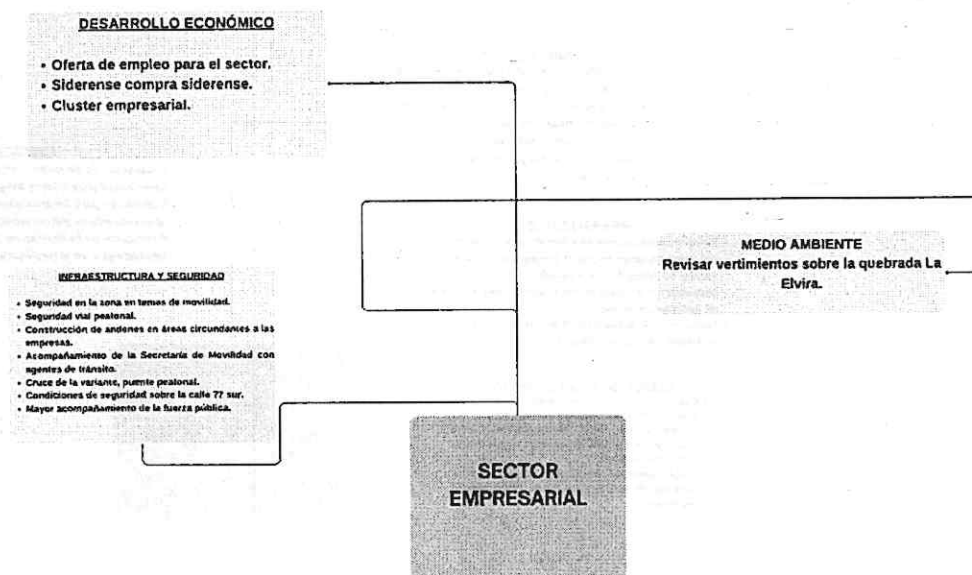 DESARROLLO ECONÓMICO
• Oferta de empleo para el sector.
• Siderense compra siderense.
• Cluster empresarial.
MEDIO AMBIENTE
Revisar vertimientos sobre la quebrada La
Elvira.
INFRAESTRUCTURA Y SEGURIDAD
• Seguridad en la zona en temas de movilidad.
• Seguridad vial peatonal.
• Construcción de andenes en áreas circundantes a las
empresas.
• Acompañamiento de la Secretaría de Movilidad con
agentes de tránsito.
• Cruce de la variante, puente peatonal.
• Condiciones de seguridad sobre la calle 77 sur.
• Mayor acompañamiento de la fuerza pública.
SECTOR
EMPRESARIAL